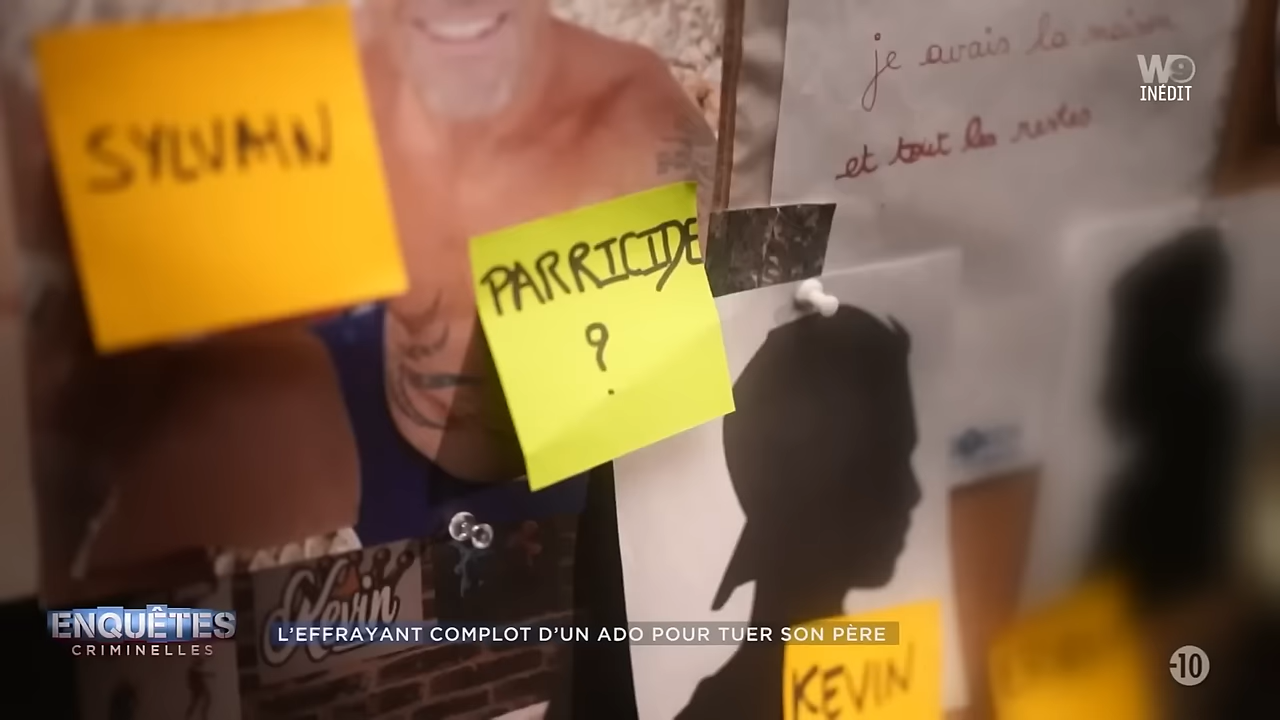 SYLVAIN
je avais la maison
et tout les restes
W9
INÉDIT
PARRICIDE
?
Kevin
ENQUÊTES
CRIMINELLES
L'EFFRAYANT COMPLOT D'UN ADO POUR TUER SON PÈRE
-10
KEVIN